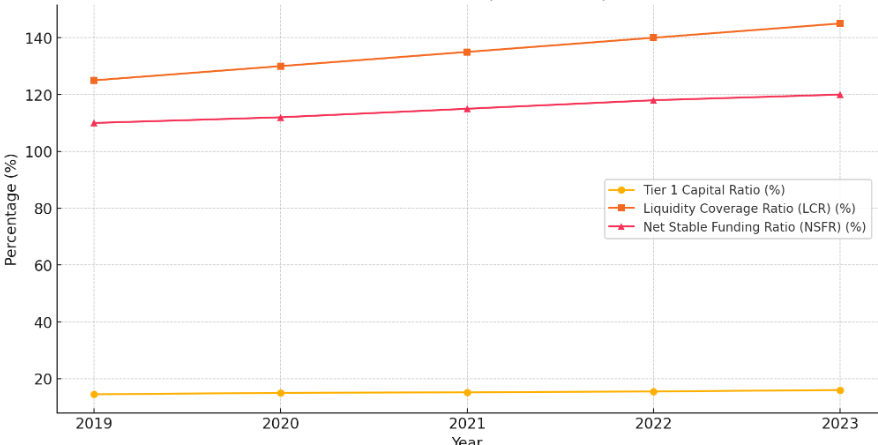 140
120
100
80
60
40
20
Percentage (%)
Tier 1 Capital Ratio (%)
Liquidity Coverage Ratio (LCR) (%)
Net Stable Funding Ratio (NSFR) (%)
2019 2020 2021 2022 2023
Year